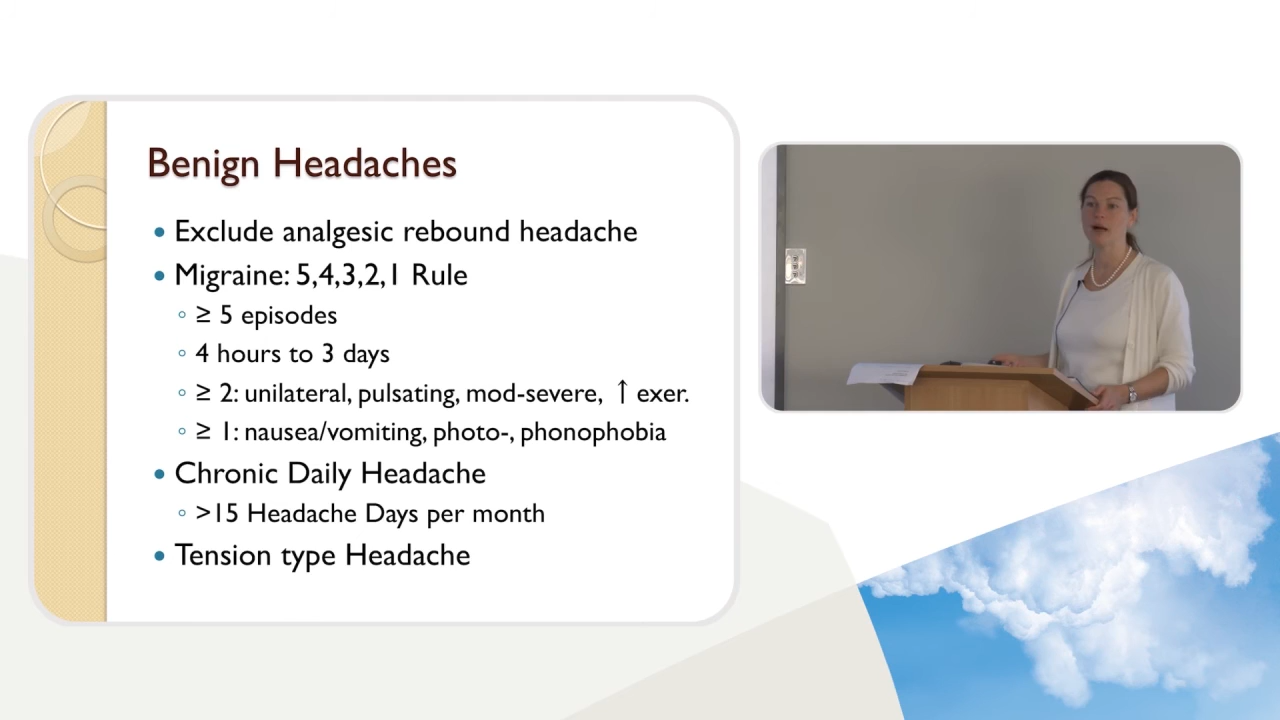 Benign Headaches
• Exclude analgesic rebound headache
• Migraine: 5,4,3,2,1 Rule
◦ ≥ 5 episodes
◦ 4 hours to 3 days
◦ ≥ 2: unilateral, pulsating, mod-severe, ↑ exer.
◦ ≥ 1: nausea/vomiting, photo-, phonophobia
• Chronic Daily Headache
◦ >15 Headache Days per month
• Tension type Headache